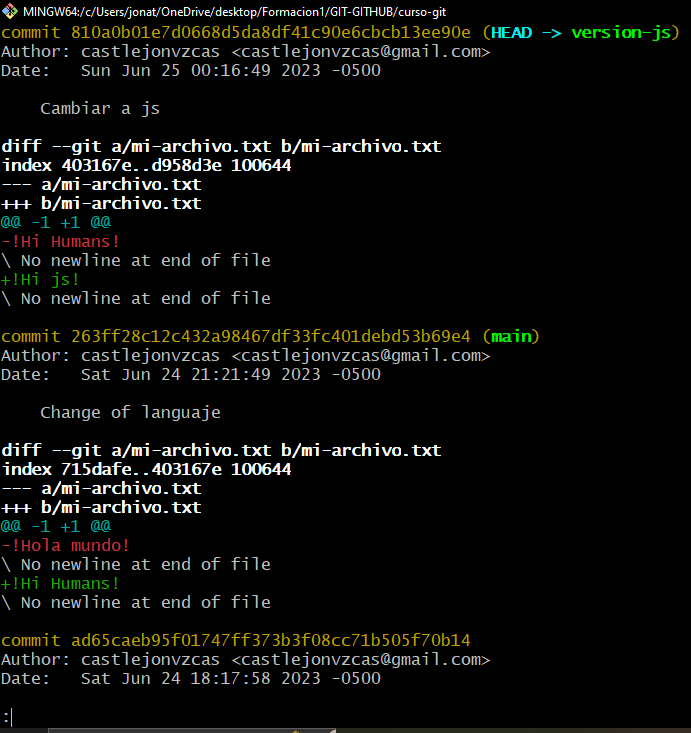 MINGW64:/c/Users/jonat/OneDrive/desktop/Formacion1/GIT-GITHUB/curso-git
commit 810a0b01e7d0668d5da8df41c90e6cbcb13ee90e (HEAD -> version-js)
Author: castlejonvzcas <castlejonvzcas@gmail.com>
Date:   Sun Jun 25 00:16:49 2023 -0500
    Cambiar a js
diff --git a/mi-archivo.txt b/mi-archivo.txt
index 403167e..d958d3e 100644
--- a/mi-archivo.txt
+++ b/mi-archivo.txt
@@ -1 +1 @@
-!Hi Humans!
\ No newline at end of file
+!Hi js!
\ No newline at end of file
commit 263ff28c12c432a98467df33fc401debd53b69e4 (main)
Author: castlejonvzcas <castlejonvzcas@gmail.com>
Date:   Sat Jun 24 21:21:49 2023 -0500
    Change of languaje
diff --git a/mi-archivo.txt b/mi-archivo.txt
index 715dafe..403167e 100644
--- a/mi-archivo.txt
+++ b/mi-archivo.txt
@@ -1 +1 @@
-!Hola mundo!
\ No newline at end of file
+!Hi Humans!
\ No newline at end of file
commit ad65caeb95f01747ff373b3f08cc71b505f70b14
Author: castlejonvzcas <castlejonvzcas@gmail.com>
Date:   Sat Jun 24 18:17:58 2023 -0500
: